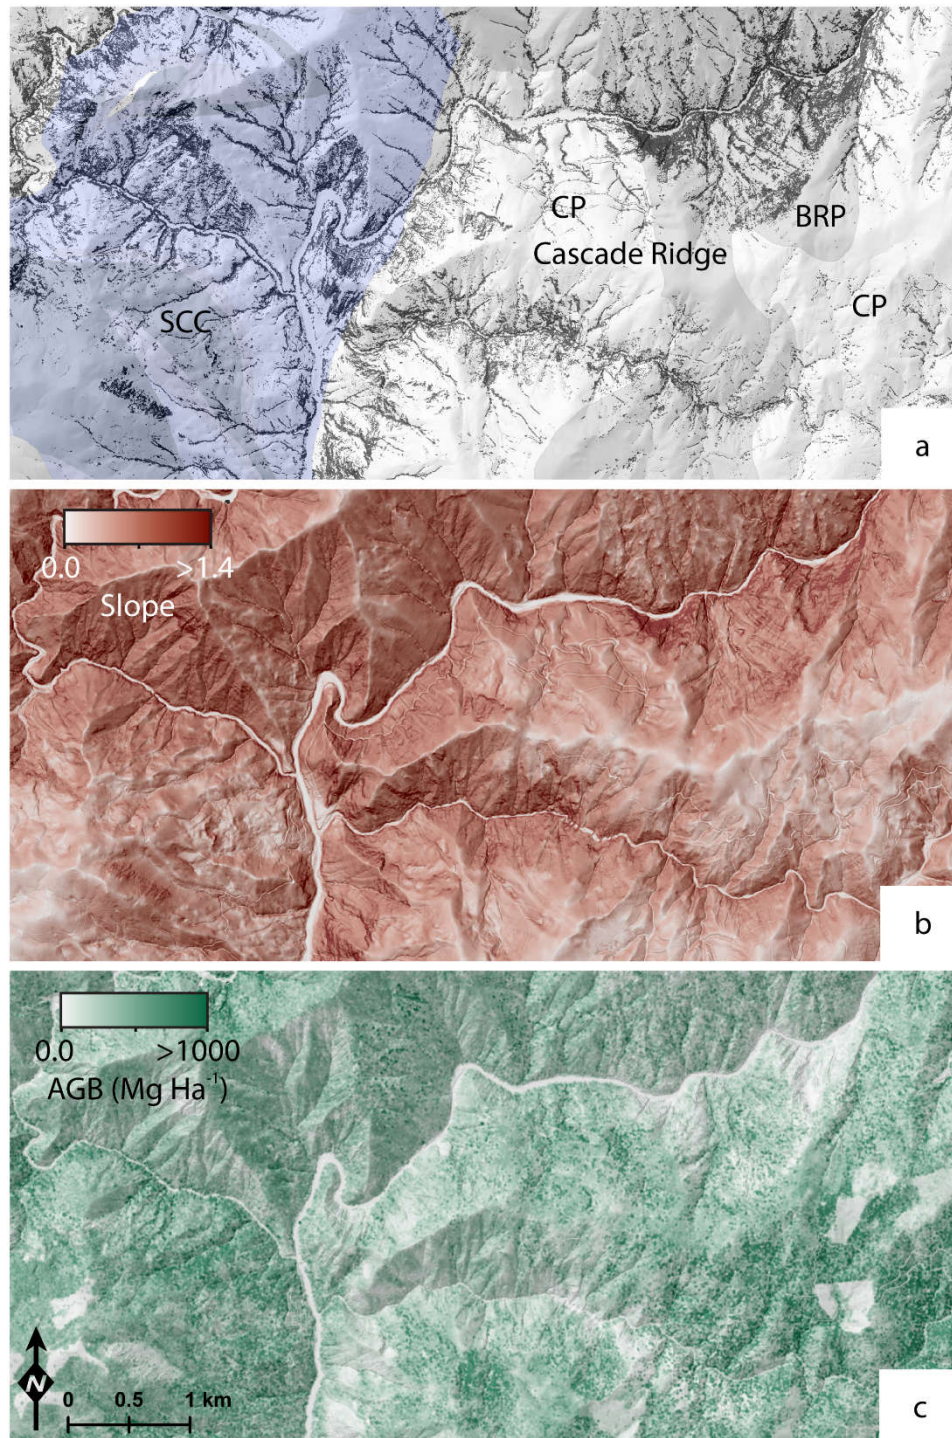 CP
BRP
Cascade Ridge
CP
SCC
a
0.0 >1.4
Slope
b
0.0 >1000
AGB (Mg Ha⁻¹)
N
0 0.5 1 km
c